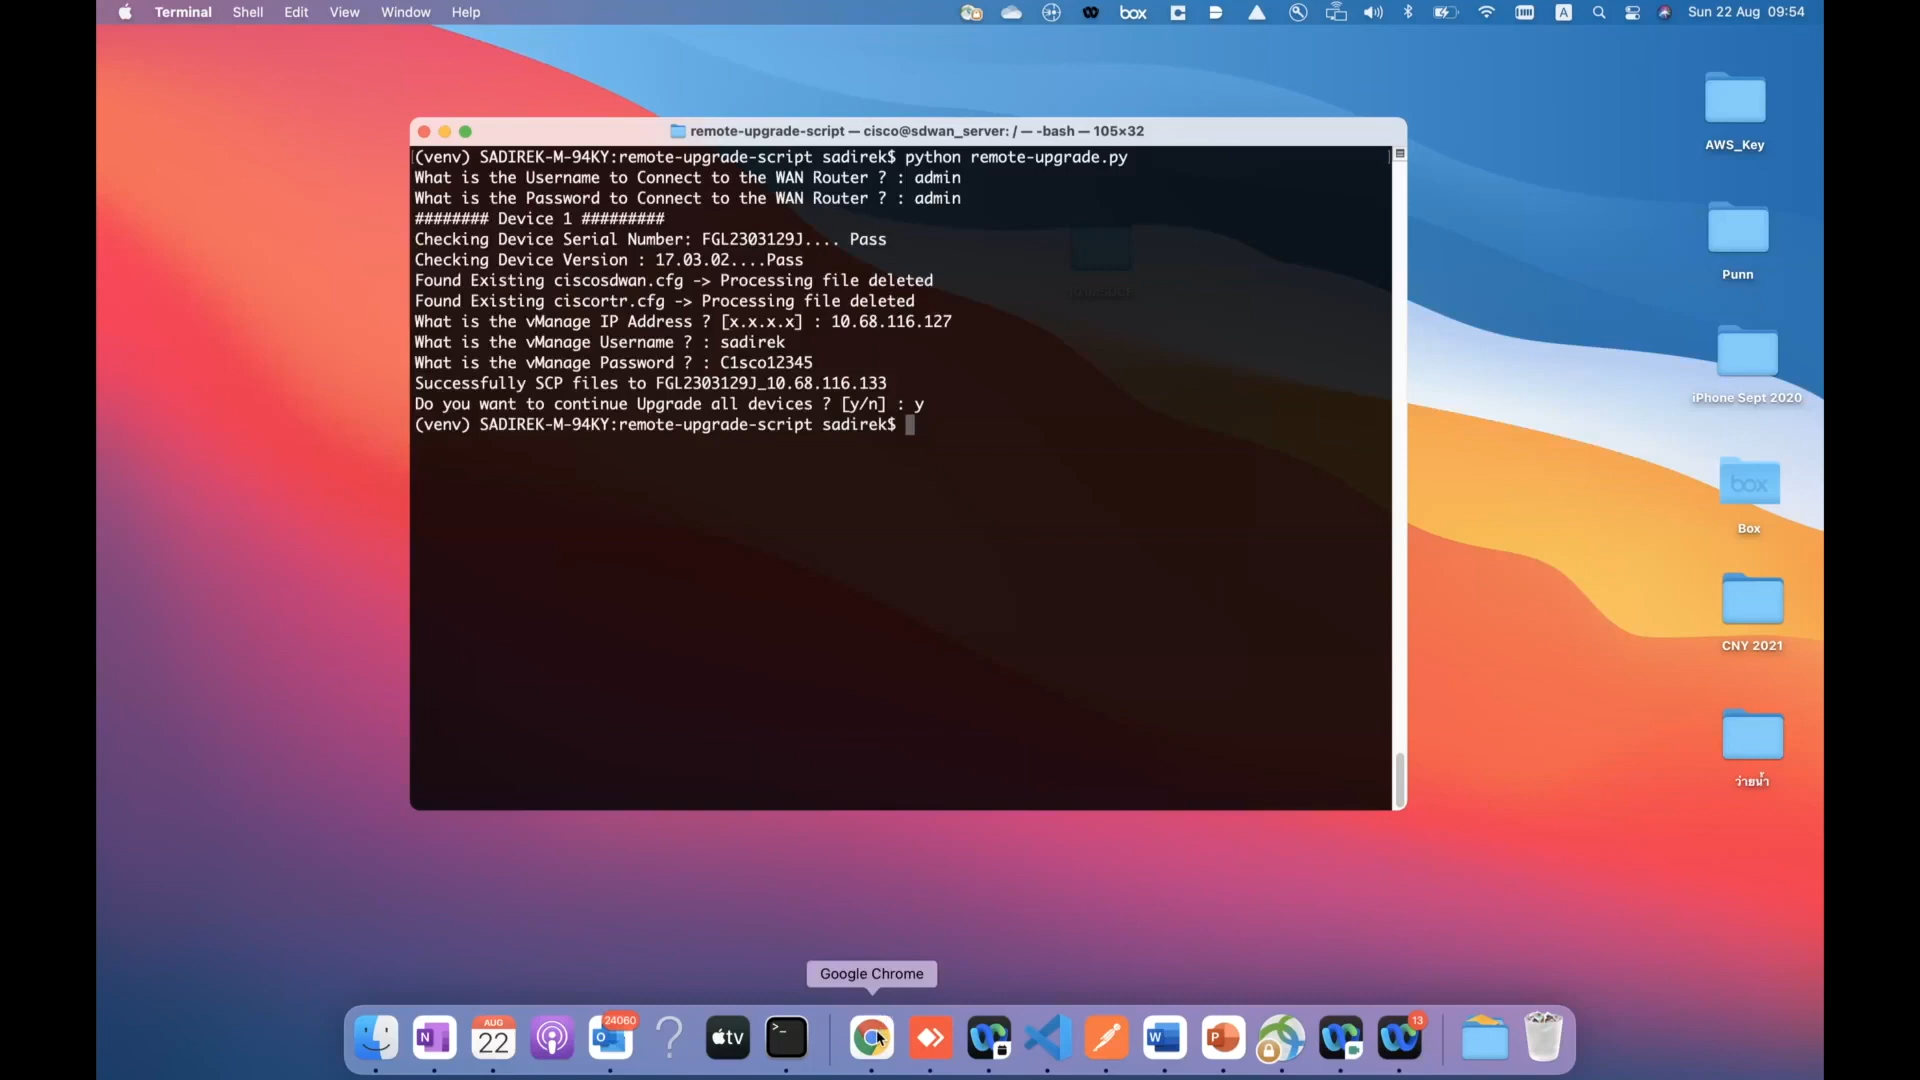 Terminal Shell Edit View Window Help box A Sun 22 Aug 09:54
AWS_Key
Punn
iPhone Sept 2020
box
Box
CNY 2021
ว่ายน้ำ
remote-upgrade-script — cisco@sdwan_server: / — -bash — 105×32
(venv) SADIREK-M-94KY:remote-upgrade-script sadirek$ python remote-upgrade.py
What is the Username to Connect to the WAN Router ? : admin
What is the Password to Connect to the WAN Router ? : admin
######## Device 1 #########
Checking Device Serial Number: FGL2303129J.... Pass
Checking Device Version : 17.03.02....Pass
Found Existing ciscosdwan.cfg -> Processing file deleted
Found Existing ciscortr.cfg -> Processing file deleted
What is the vManage IP Address ? [x.x.x.x] : 10.68.116.127
What is the vManage Username ? : sadirek
What is the vManage Password ? : C1sco12345
Successfully SCP files to FGL2303129J_10.68.116.133
Do you want to continue Upgrade all devices ? [y/n] : y
(venv) SADIREK-M-94KY:remote-upgrade-script sadirek$
Google Chrome
N
AUG
22
24060
O
?
tv
>_
W
P
13